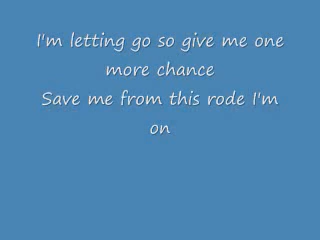 I'm letting go so give me one
more chance
Save me from this rode I'm
on